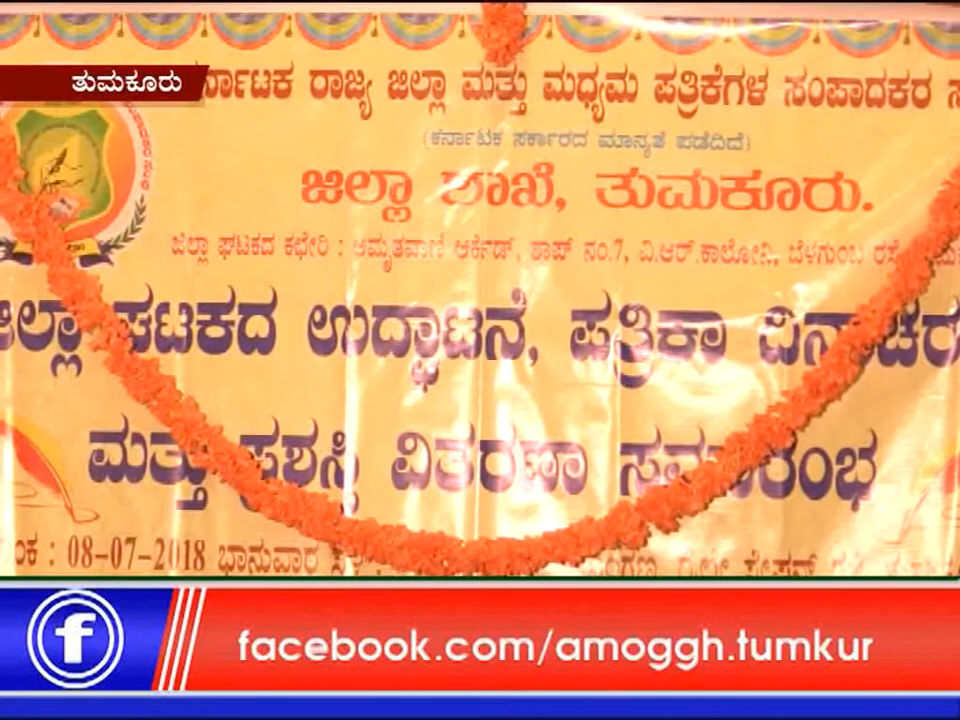 ತುಮಕೂರು
ರ್ನಾಟಕ ರಾಜ್ಯ ಜಿಲ್ಲಾ ಮತ್ತು ಮಧ್ಯಮ ಪತ್ರಿಕೆಗಳ ಸಂಪಾದಕರ ಸ
(ಕರ್ನಾಟಕ ಸರ್ಕಾರದ ಮಾನ್ಯತೆ ಪಡೆದಿದೆ)
ಜಿಲ್ಲಾ ಶಾಖೆ, ತುಮಕೂರು.
ಜಿಲ್ಲಾ ಘಟಕದ ಕಛೇರಿ : ಅಮೃತವಾಣಿ ಆರ್ಕೆಡ್, ಶಾಪ್ ನಂ.7, ಎ.ಆರ್.ಕಾಲೋನಿ, ಬೆಳಗುಂಬ ರಸ್ತೆ
ಜಿಲ್ಲಾ ಘಟಕದ ಉದ್ಘಾಟನೆ, ಪತ್ರಿಕಾ ದಿನಾಚರ
ಮತ್ತು ಪ್ರಶಸ್ತಿ ವಿತರಣಾ ಸಮಾರಂಭ
ಂಕ : 08-07-2018 ಭಾನುವಾರ
facebook.com/amoggh.tumkur